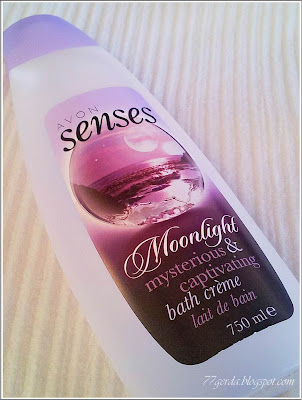 AVON
senses
Moonlight
mysterious &
captivating
bath crème
lait de bain
750 ml e
77gerda.blogspot.com